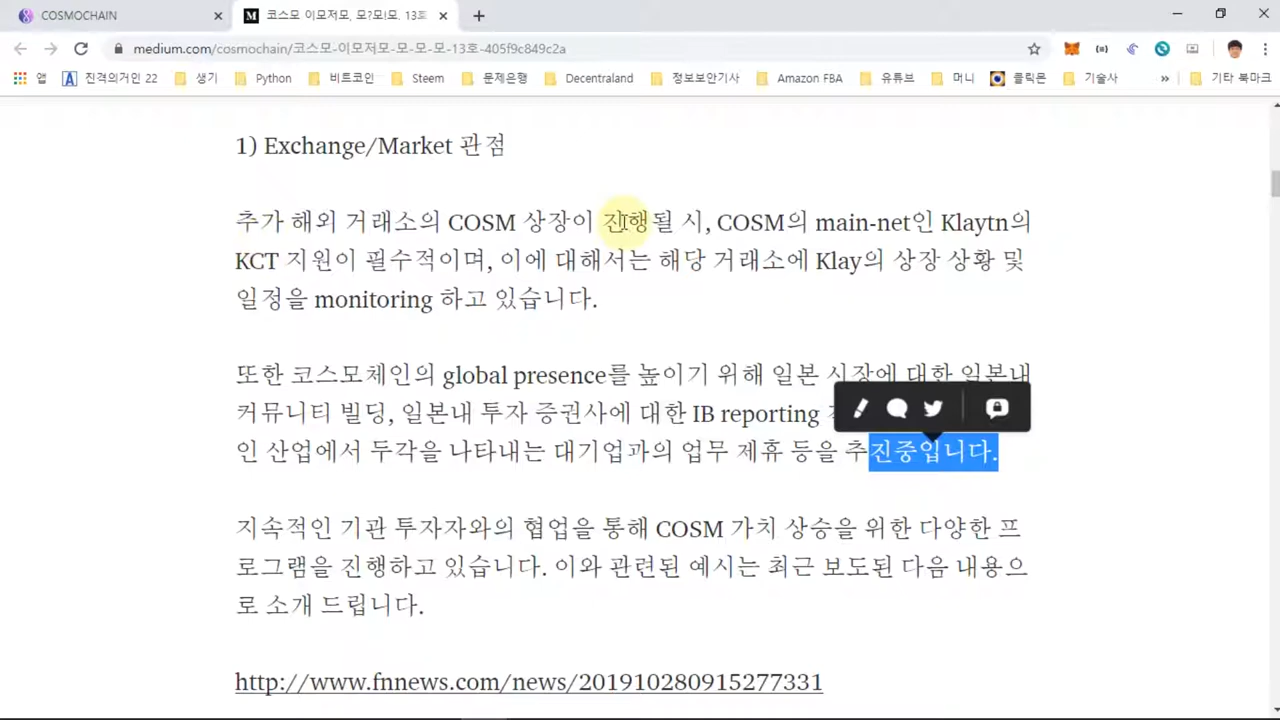 COSMOCHAIN
코스모 이모저모, 모?모!모. 13호
medium.com/cosmochain/코스모-이모저모-모-모-모-13호-405f9c849c2a
앱
진격의거인 22
생기
Python
비트코인
Steem
문제은행
Decentraland
정보보안기사
Amazon FBA
유튜브
머니
클릭몬
기술사
»
기타 북마크
1) Exchange/Market 관점
추가 해외 거래소의 COSM 상장이 진행될 시, COSM의 main-net인 Klaytn의
KCT 지원이 필수적이며, 이에 대해서는 해당 거래소에 Klay의 상장 상황 및
일정을 monitoring 하고 있습니다.
또한 코스모체인의 global presence를 높이기 위해 일본 시장에 대한 일본내
커뮤니티 빌딩, 일본내 투자 증권사에 대한 IB reporting
인 산업에서 두각을 나타내는 대기업과의 업무 제휴 등을 추진중입니다.
지속적인 기관 투자자와의 협업을 통해 COSM 가치 상승을 위한 다양한 프
로그램을 진행하고 있습니다. 이와 관련된 예시는 최근 보도된 다음 내용으
로 소개 드립니다.
http://www.fnnews.com/news/201910280915277331